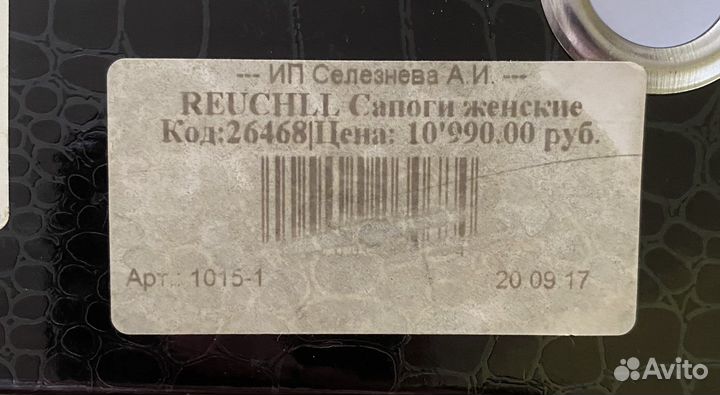 --- ИП Селезнева А.И. ---
REUCHLL Сапоги женские
Код:26468|Цена: 10'990.00 руб.
Арт.: 1015-1
20 09 17
Avito